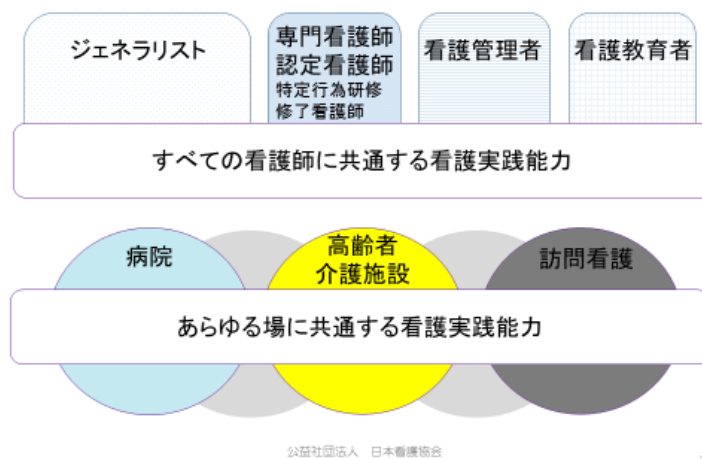 ジェネラリスト
専門看護師
認定看護師
特定行為研修
修了看護師
看護管理者
看護教育者
すべての看護師に共通する看護実践能力
病院
高齢者
介護施設
訪問看護
あらゆる場に共通する看護実践能力
公益社団法人 日本看護協会